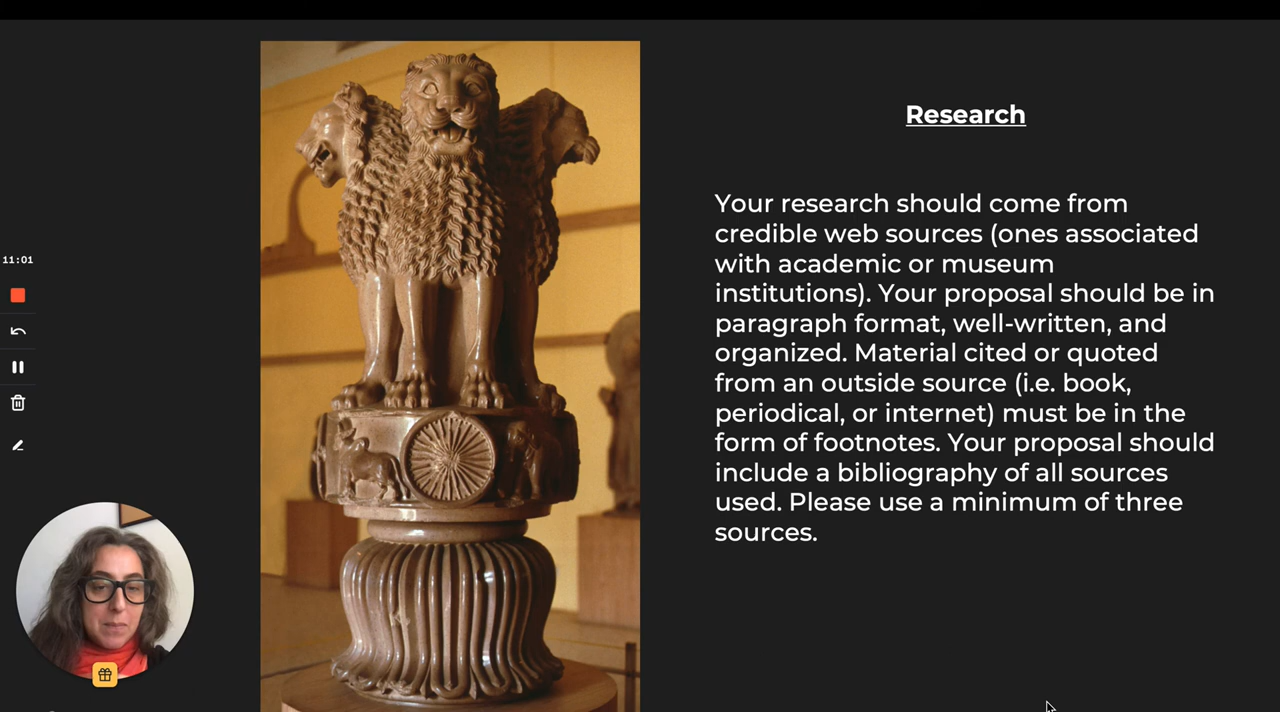 Research
Your research should come from
credible web sources (ones associated
with academic or museum
institutions). Your proposal should be in
paragraph format, well-written, and
organized. Material cited or quoted
from an outside source (i.e. book,
periodical, or internet) must be in the
form of footnotes. Your proposal should
include a bibliography of all sources
used. Please use a minimum of three
sources.
11:01